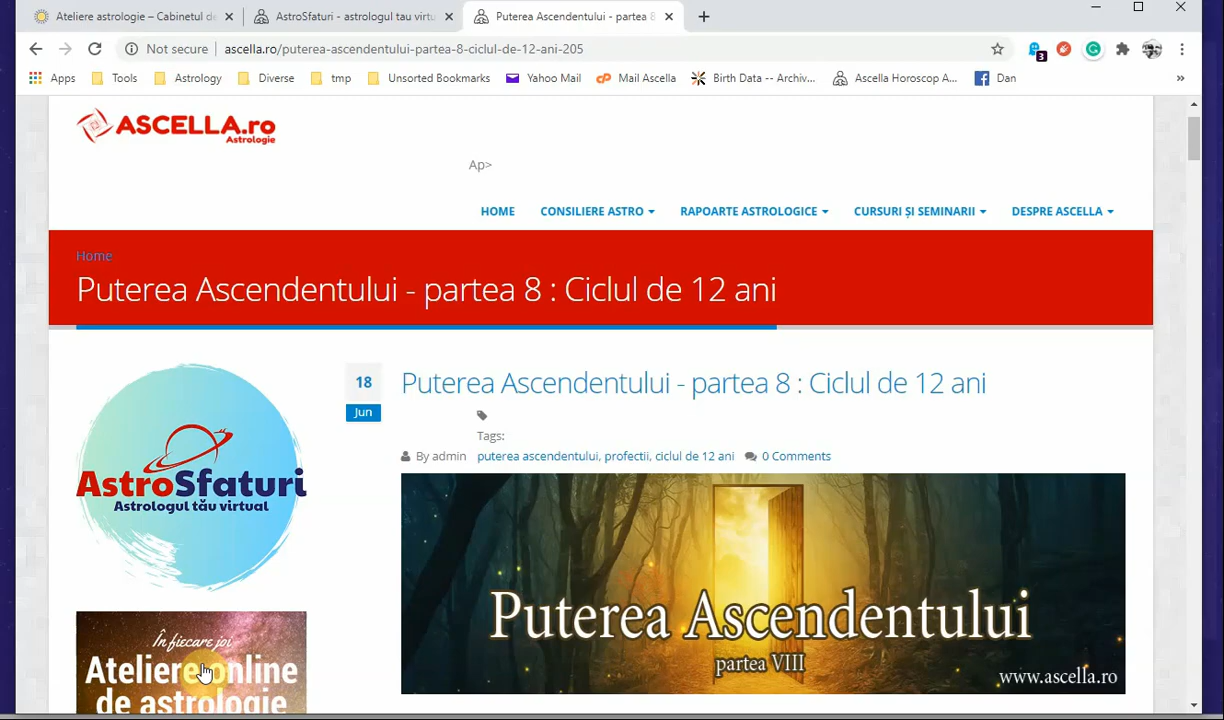 Ateliere astrologie – Cabinetul de
AstroSfaturi - astrologul tau virtu
Puterea Ascendentului - partea 8
Not secure
ascella.ro/puterea-ascendentului-partea-8-ciclul-de-12-ani-205
3
Apps
Tools
Astrology
Diverse
tmp
Unsorted Bookmarks
Yahoo Mail
Mail Ascella
Birth Data -- Archiv...
Ascella Horoscop A...
Dan
»
ASCELLA.ro
Astrologie
Ap>
HOME
CONSILIERE ASTRO
RAPOARTE ASTROLOGICE
CURSURI ȘI SEMINARII
DESPRE ASCELLA
Home
Puterea Ascendentului - partea 8 : Ciclul de 12 ani
AstroSfaturi
Astrologul tău virtual
În fiecare joi
Ateliere online
de astrologie
18
Jun
Puterea Ascendentului - partea 8 : Ciclul de 12 ani
Tags:
By admin
puterea ascendentului, profectii, ciclul de 12 ani
0 Comments
Puterea Ascendentului
partea VIII
www.ascella.ro